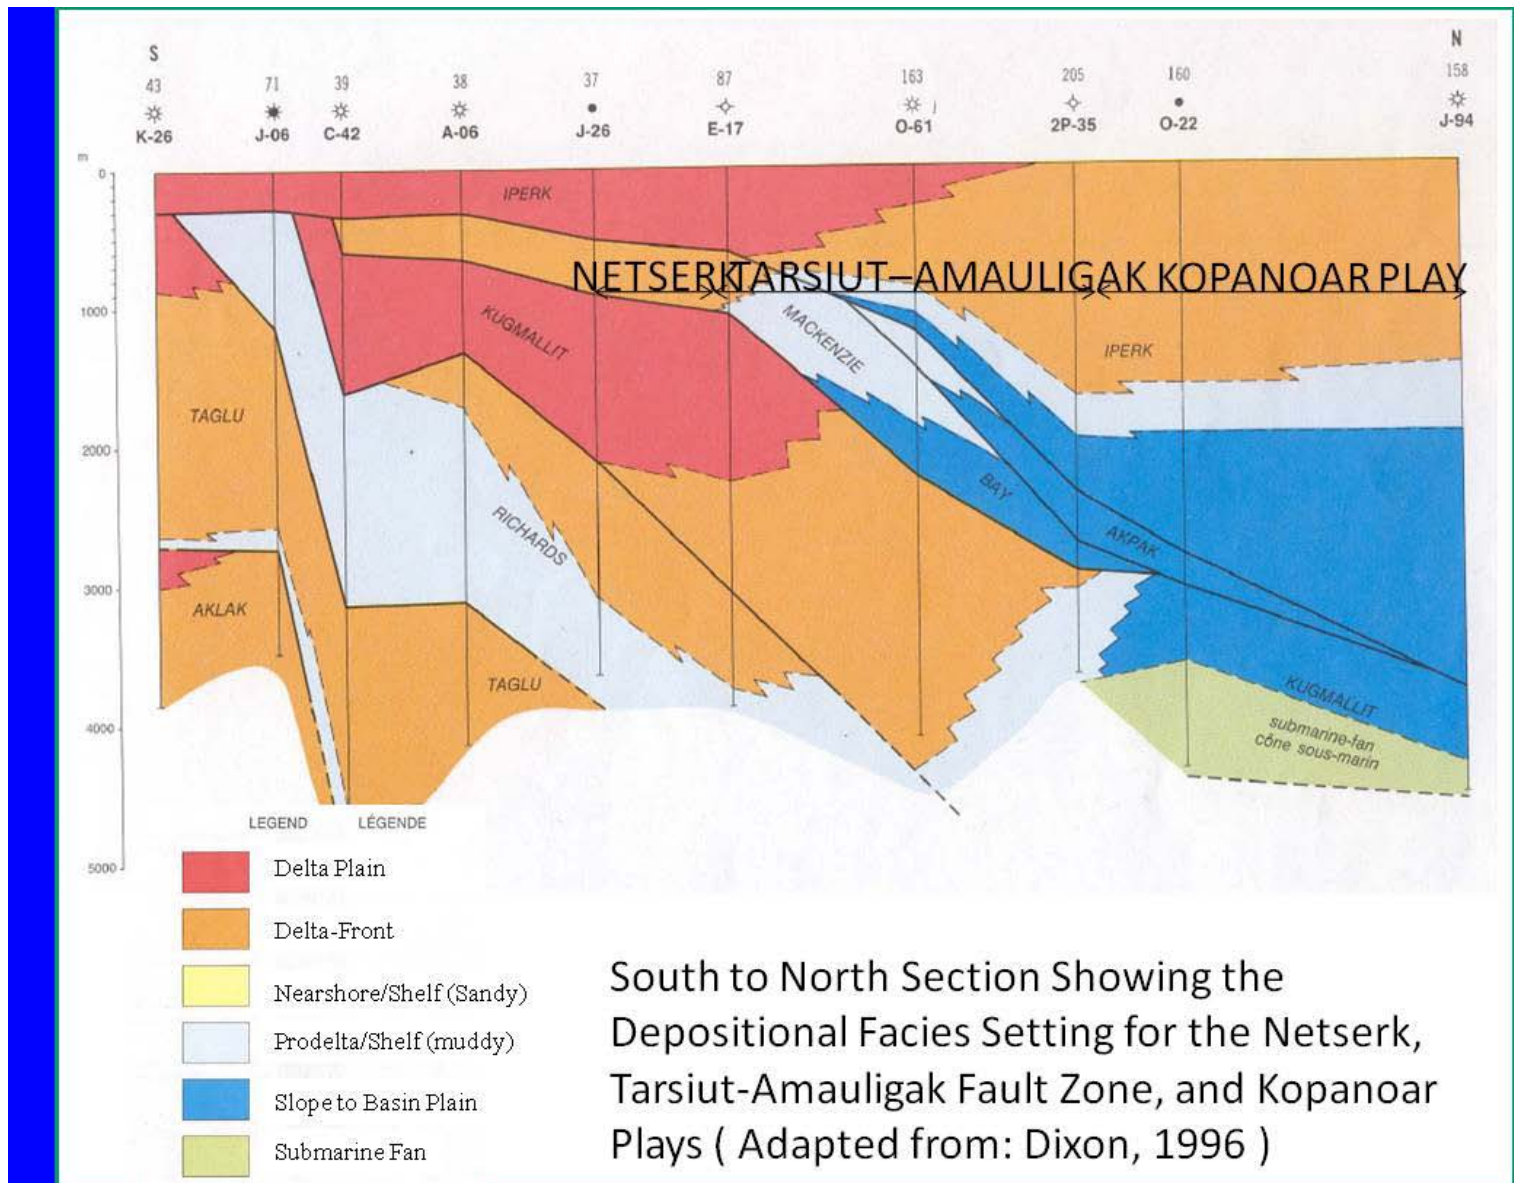 S
N
43
71
39
38
37
87
163
205
160
158
K-26
J-06
C-42
A-06
J-26
E-17
O-61
2P-35
O-22
J-94
m
0
1000
2000
3000
4000
5000
IPERK
NETSERK
TARSIUT–AMAULIGAK
KOPANOAR PLAY
MACKENZIE
KUGMALLIT
IPERK
TAGLU
BAY
RICHARDS
AKPAK
AKLAK
TAGLU
KUGMALLIT
submarine-fan
cône sous-marin
LEGEND
LÉGENDE
Delta Plain
Delta-Front
Nearshore/Shelf (Sandy)
Prodelta/Shelf (muddy)
Slope to Basin Plain
Submarine Fan
South to North Section Showing the
Depositional Facies Setting for the Netserk,
Tarsiut-Amauligak Fault Zone, and Kopanoar
Plays ( Adapted from: Dixon, 1996 )